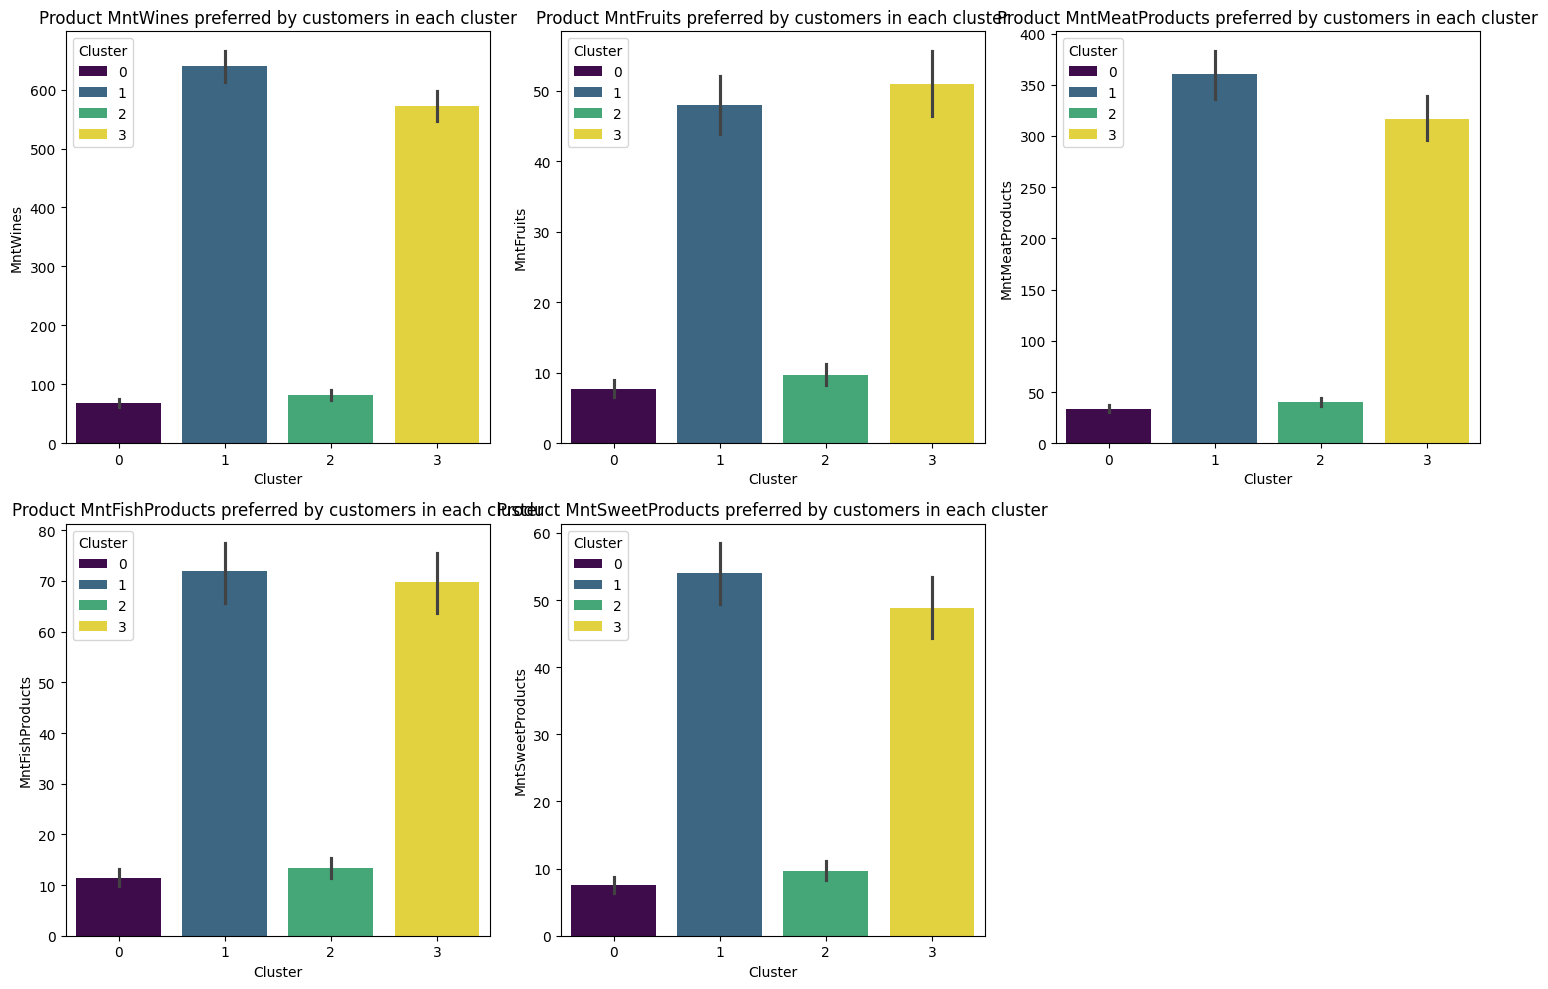 Product MntWines preferred by customers in each cluster
MntWines
600
500
400
300
200
100
0
Cluster
0
1
2
3
0 1 2 3
Cluster
Product MntFruits preferred by customers in each cluster
MntFruits
50
40
30
20
10
0
Cluster
0
1
2
3
0 1 2 3
Cluster
Product MntMeatProducts preferred by customers in each cluster
MntMeatProducts
400
350
300
250
200
150
100
50
0
Cluster
0
1
2
3
0 1 2 3
Cluster
Product MntFishProducts preferred by customers in each cluster
MntFishProducts
80
70
60
50
40
30
20
10
0
Cluster
0
1
2
3
0 1 2 3
Cluster
Product MntSweetProducts preferred by customers in each cluster
MntSweetProducts
60
50
40
30
20
10
0
Cluster
0
1
2
3
0 1 2 3
Cluster